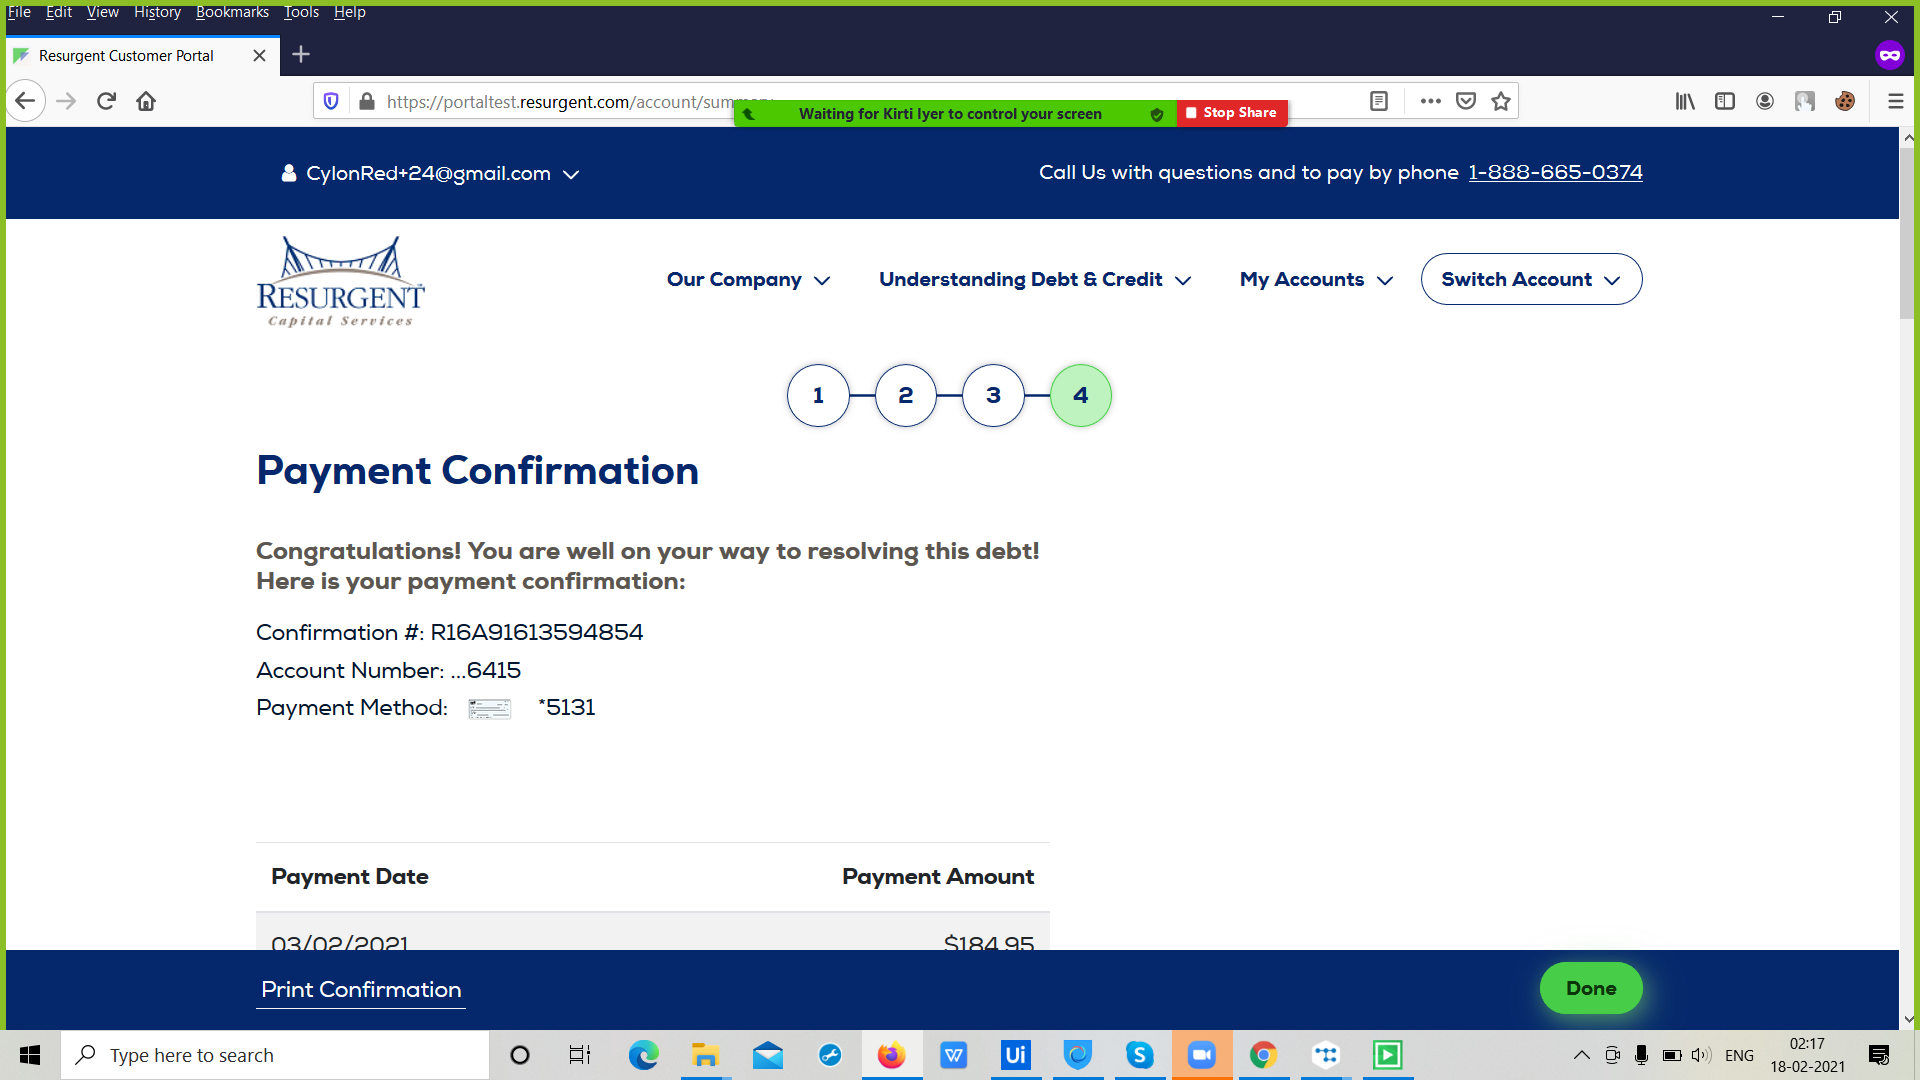 File Edit View History Bookmarks Tools Help
Resurgent Customer Portal
https://portaltest.resurgent.com/account/summary
Waiting for Kirti Iyer to control your screen
Stop Share
CylonRed+24@gmail.com
Call Us with questions and to pay by phone 1-888-665-0374
RESURGENT
Capital Services
Our Company
Understanding Debt & Credit
My Accounts
Switch Account
1 2 3 4
Payment Confirmation
Congratulations! You are well on your way to resolving this debt!
Here is your payment confirmation:
Confirmation #: R16A91613594854
Account Number: ...6415
Payment Method: *5131
Payment Date Payment Amount
03/02/2021 $184.95
Print Confirmation
Done
Type here to search
W
Ui
S
ENG
02:17
18-02-2021